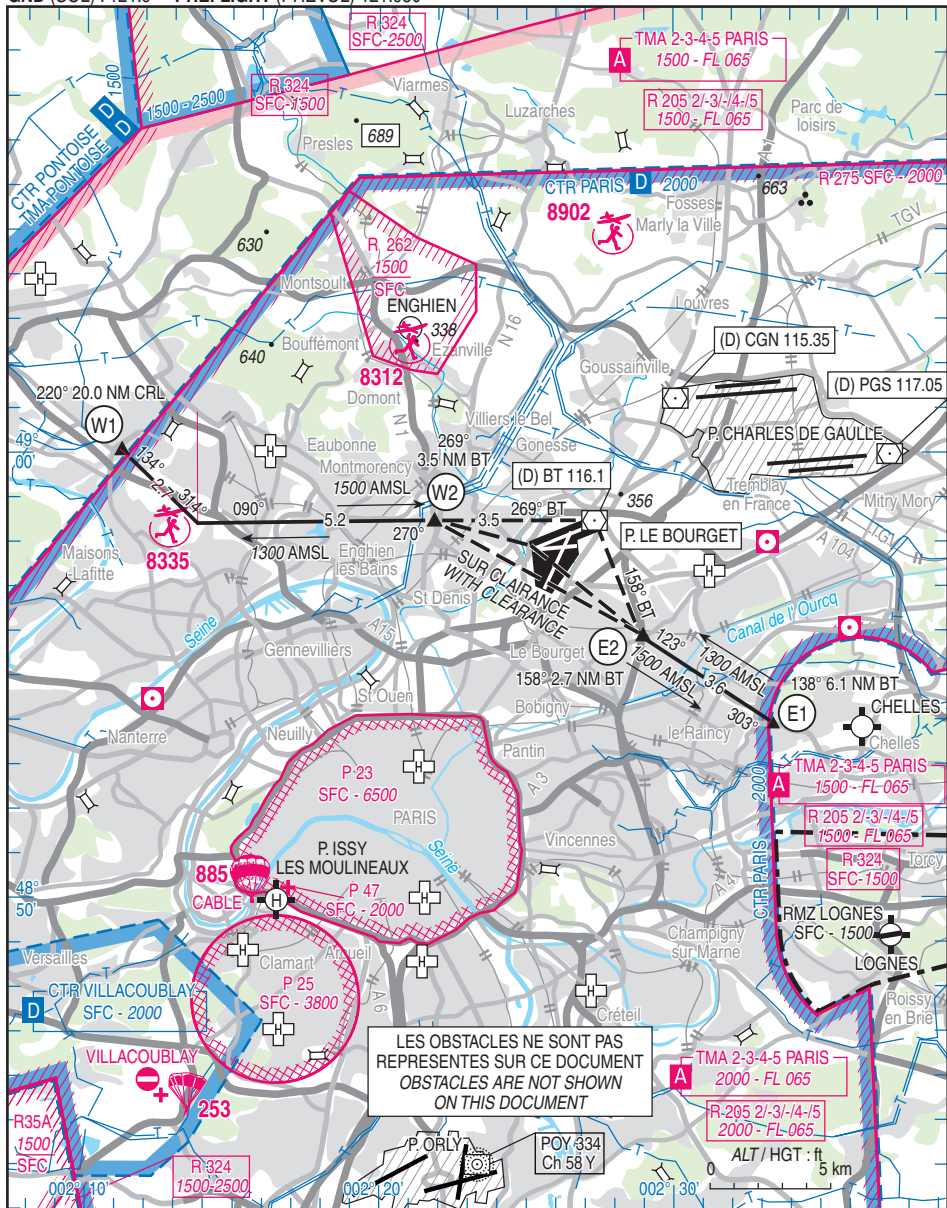 R 324
SFC-2500
TMA 2-3-4-5 PARIS
A
1500 - FL 065
1500
R 324
SFC-1500
1500 - 2500
Viarmes
Luzarches
R 205 2/-3/-4/-5
1500 - FL 065
Parc de
loisirs
D
D
Presles
689
CTR PONTOISE
TMA PONTOISE
A 1
CTR PARIS
D
2000
663
R 275 SFC - 2000
8902
Fosses
Marly la Ville
TGV
630
R 262
1500
SFC
Montsoult
ENGHIEN
338
N 16
Louvres
640
Bouffémont
Ezanville
8312
Domont
Goussainville
(D) CGN 115.35
(D) PGS 117.05
220° 20.0 NM CRL
W1
N 1
Villiers le Bel
P. CHARLES DE GAULLE
49°
00'
134°
2.7
314°
Eaubonne
Montmorency
1500 AMSL
269°
3.5 NM BT
Gonesse
(D) BT 116.1
W2
Tremblay
en France
Mitry Mory
356
090°
5.2
270°
3.5
269° BT
8335
1300 AMSL
P. LE BOURGET
T.G.V.
A 104
Maisons
Laffite
Enghien
les Bains
SUR CLAIRANCE
WITH CLEARANCE
158° BT
St Denis
Seine
A15
Canal de l'Ourcq
Gennevilliers
Le Bourget
E2
123°
1300 AMSL
1500 AMSL
3.6
303°
158° 2.7 NM BT
138° 6.1 NM BT
E1
CHELLES
St Ouen
Bobigny
Nanterre
Neuilly
Pantin
le Raincy
Chelles
A 3
P 23
SFC - 6500
2000
A
TMA 2-3-4-5 PARIS
1500 - FL 065
PARIS
Vincennes
R 205 2/-3/-/4-/5
1500 - FL 065
P. ISSY
LES MOULINEAUX
Seine
Torcy
885
R 324
SFC-1500
48°
50'
CABLE
H
P 47
SFC - 2000
A 4
CTR PARIS
RMZ LOGNES
SFC - 1500
Champigny
sur Marne
LOGNES
Versailles
Clamart
Arcueil
P 25
SFC - 3800
CTR VILLACOUBLAY
SFC - 2000
D
A6
Créteil
Roissy
en Brie
VILLACOUBLAY
253
LES OBSTACLES NE SONT PAS
REPRESENTES SUR CE DOCUMENT
OBSTACLES ARE NOT SHOWN
ON THIS DOCUMENT
A
TMA 2-3-4-5 PARIS
2000 - FL 065
R35A
1500
SFC
R 205 2/-3/-/4-/5
2000 - FL 065
P. ORLY
POY 334
Ch 58 Y
R 324
1500-2500
ALT / HGT : ft
0
5 km
002° 10'
002° 20'
002° 30'